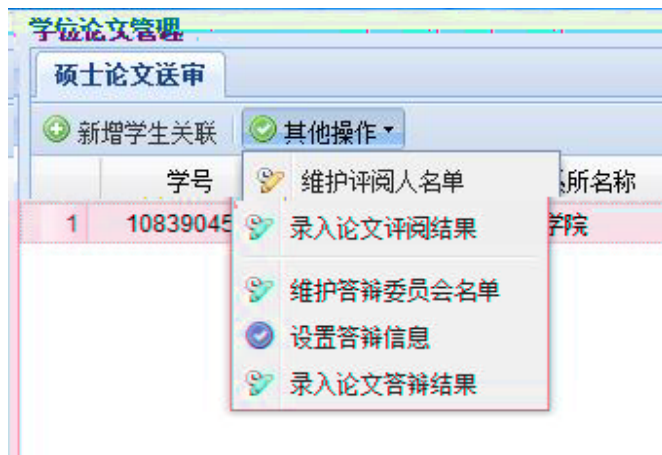 学位论文管理
硕士论文送审
新增学生关联 其他操作
学号 系所名称
1 10839045 学院
维护评阅人名单
录入论文评阅结果
维护答辩委员会名单
设置答辩信息
录入论文答辩结果